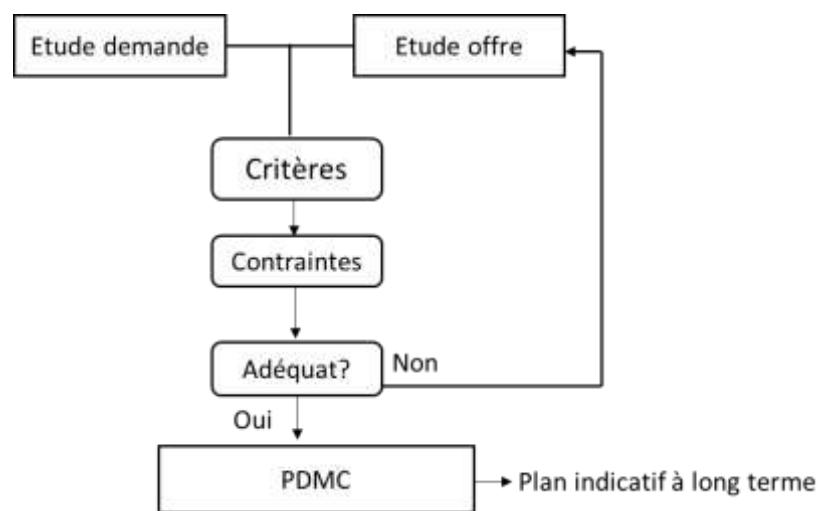 Etude demande
Etude offre
Critères
Contraintes
Adéquat?
Non
Oui
PDMC
Plan indicatif à long terme